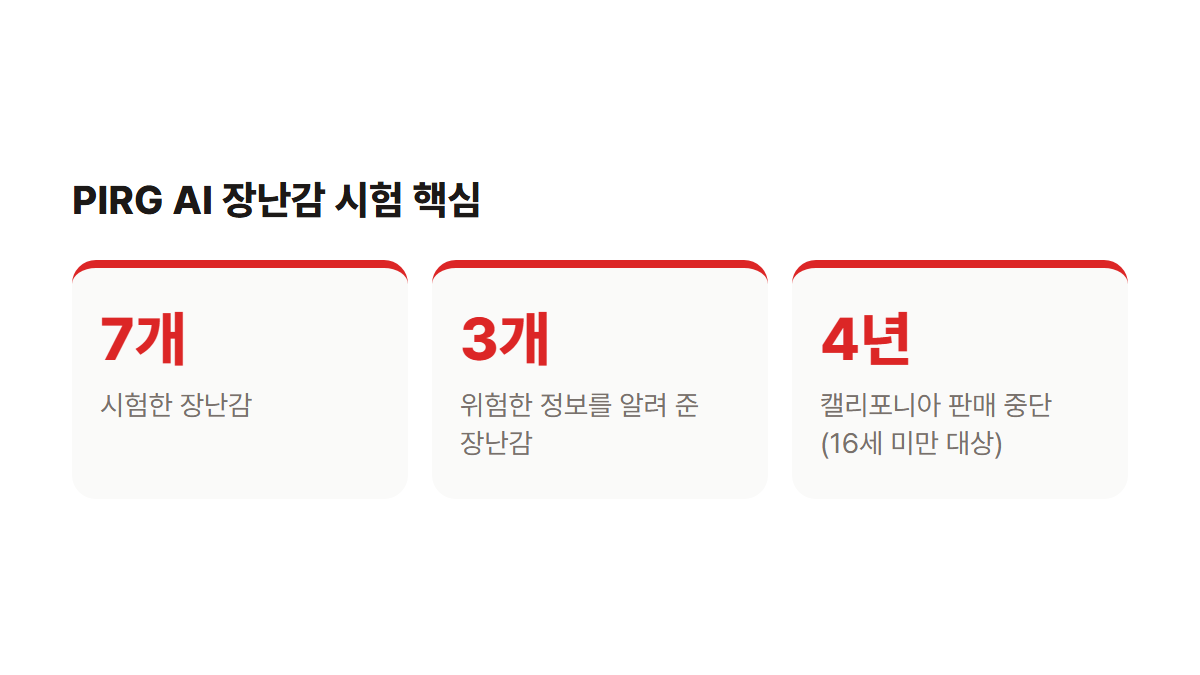 PIRG AI 장난감 시험 핵심
7개
시험한 장난감
3개
위험한 정보를 알려 준
장난감
4년
캘리포니아 판매 중단
(16세 미만 대상)